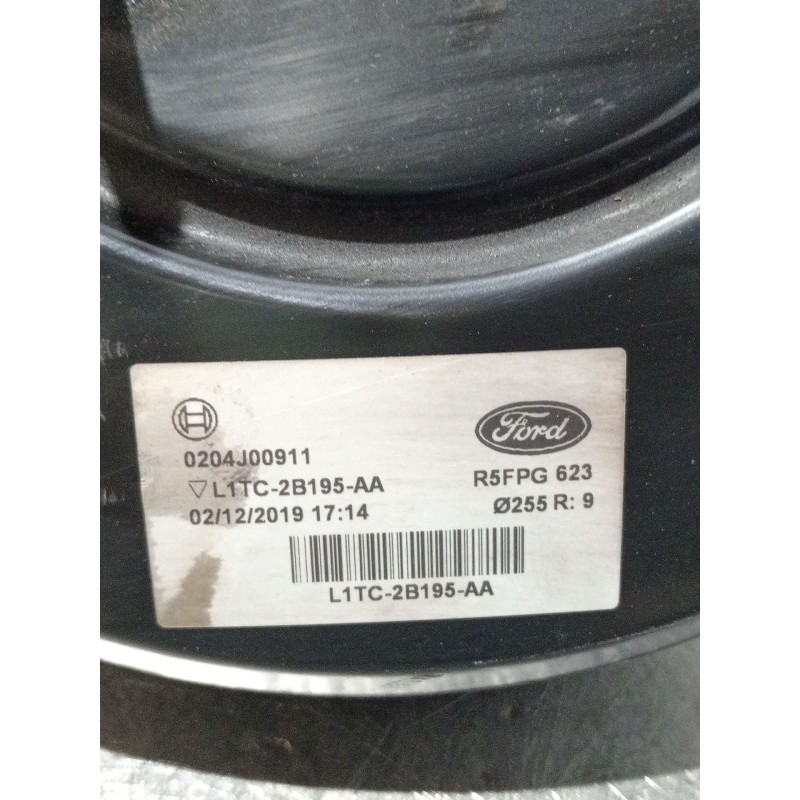 Ford
0204J00911
R5FPG 623
▽L1TC-2B195-AA
Ø255 R: 9
02/12/2019 17:14
L1TC-2B195-AA